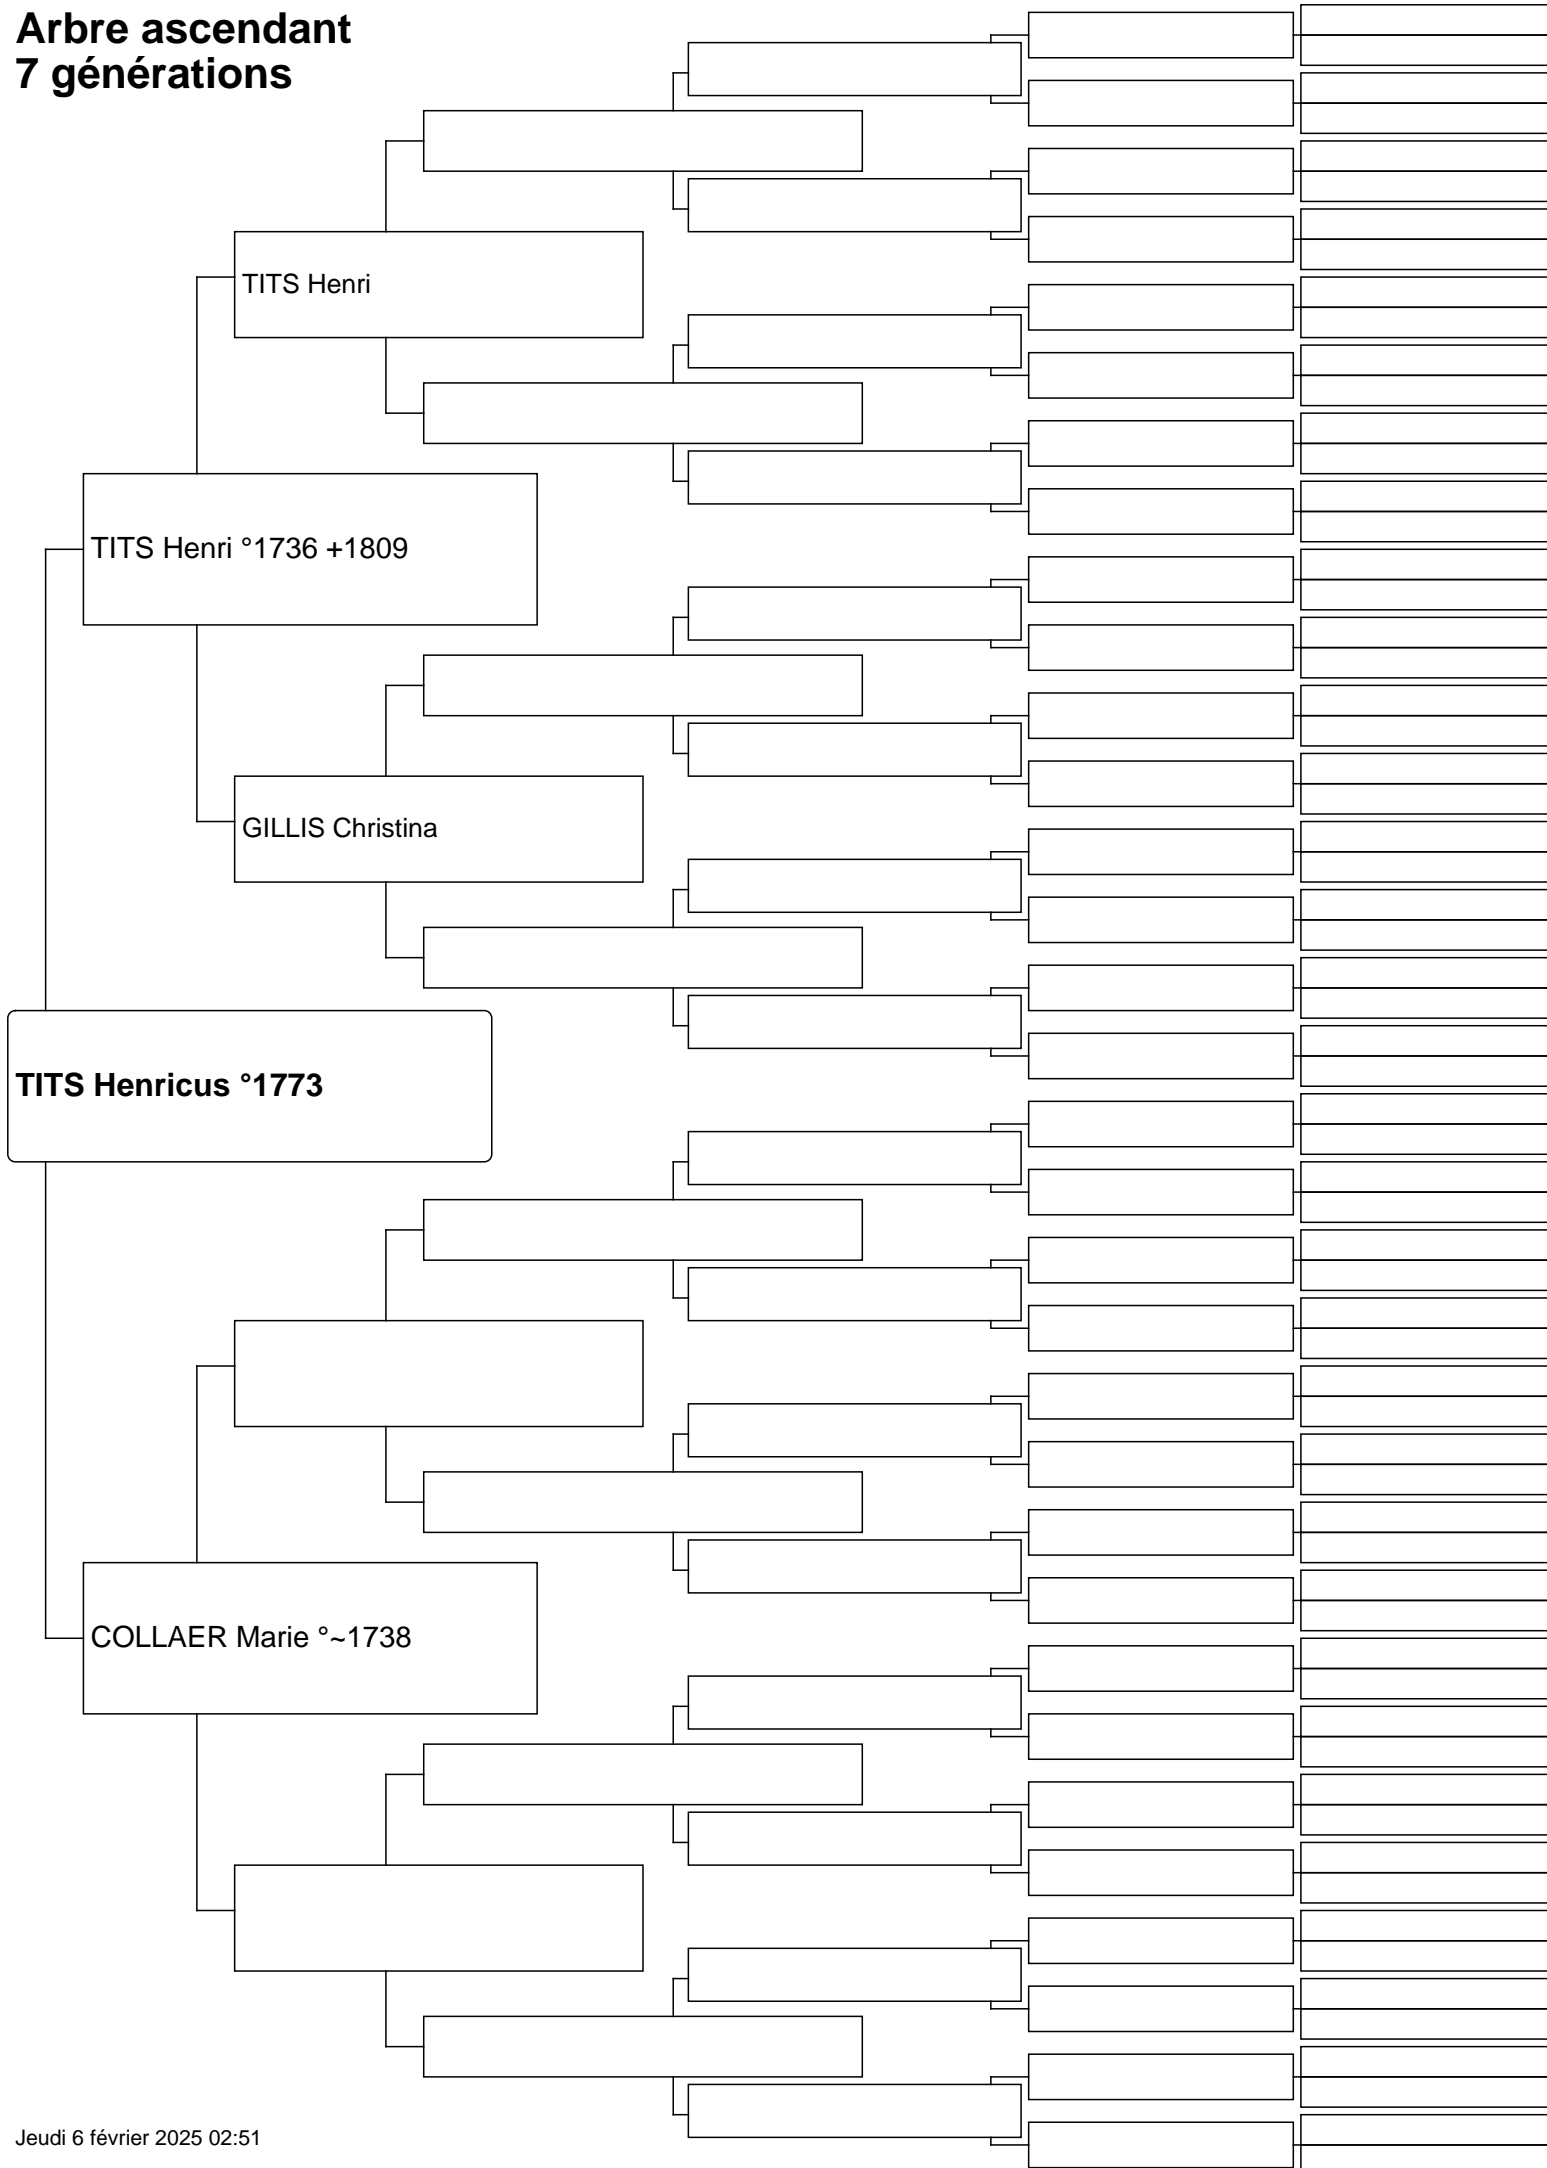 Arbre ascendant
7 générations
TITS Henri
TITS Henri °1736 +1809
GILLIS Christina
TITS Henricus °1773
COLLAER Marie °~1738
Jeudi 6 février 2025 02:51